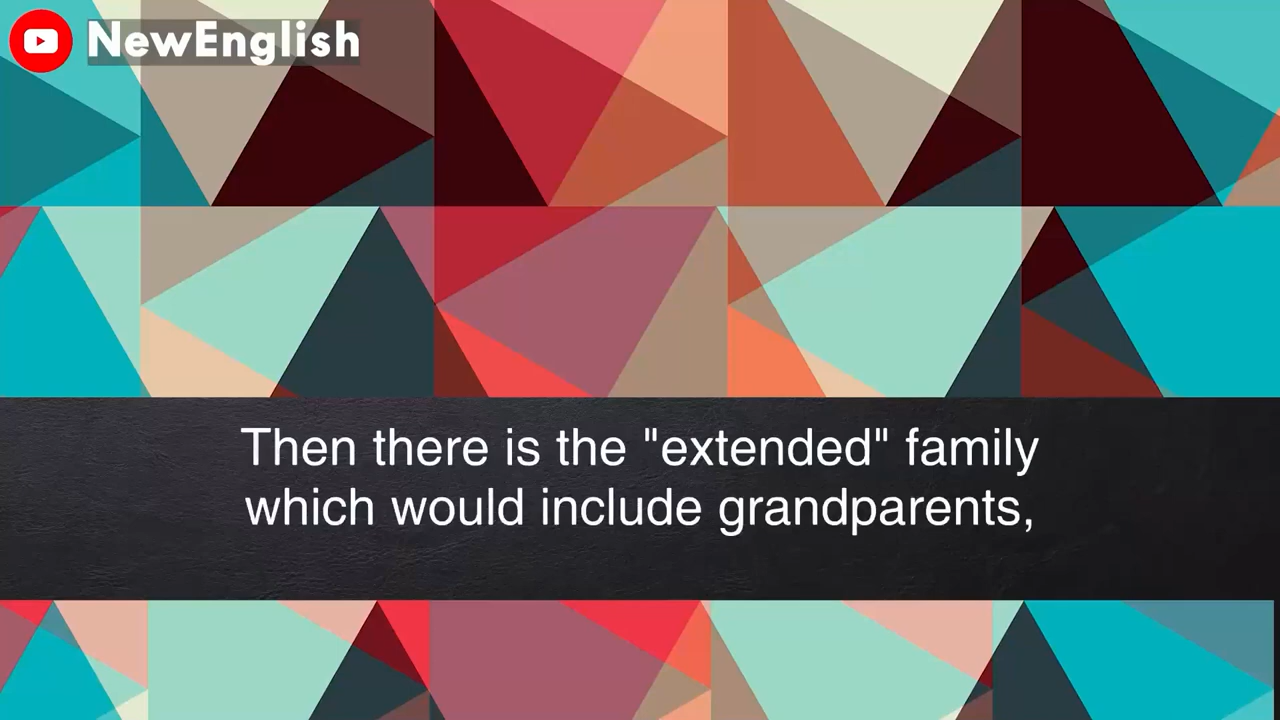 NewEnglish
Then there is the "extended" family
which would include grandparents,